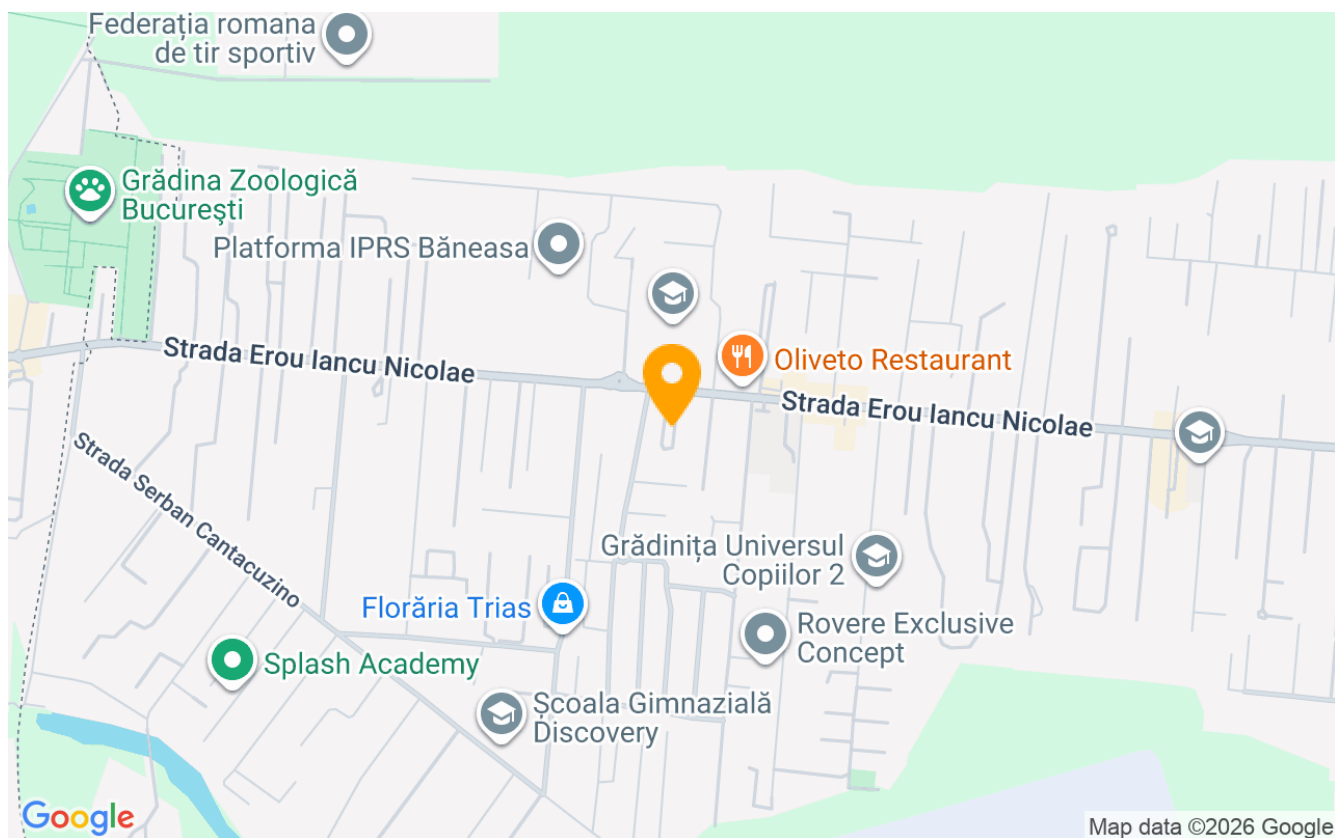 Federația romana
de tir sportiv
Grădina Zoologică
București
Platforma IPRS Băneasa
Strada Erou Iancu Nicolae
Oliveto Restaurant
Strada Erou Iancu Nicolae
Strada Serban Cantacuzino
Grădinița Universul
Copiilor 2
Florăria Trias
Rovere Exclusive
Concept
Splash Academy
Școala Gimnazială
Discovery
Google
Map data ©2026 Google